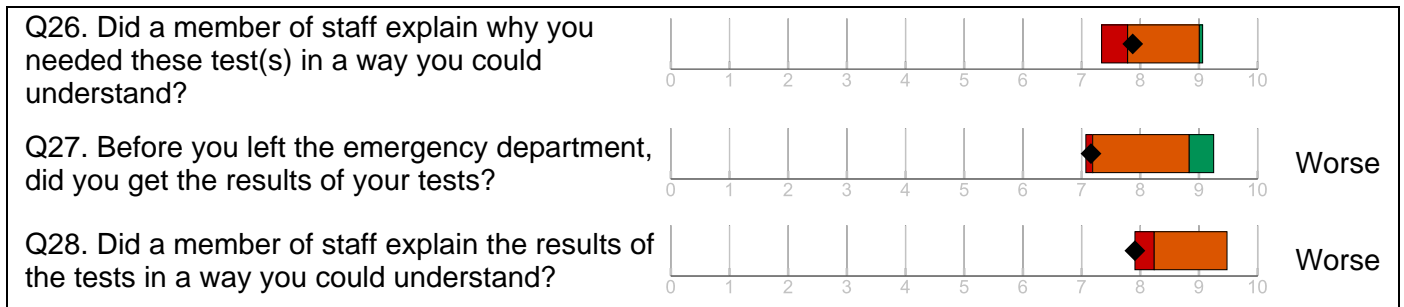 Q26. Did a member of staff explain why you
needed these test(s) in a way you could
understand?
0 1 2 3 4 5 6 7 8 9 10
Q27. Before you left the emergency department,
did you get the results of your tests?
Worse
0 1 2 3 4 5 6 7 8 9 10
Q28. Did a member of staff explain the results of
the tests in a way you could understand?
Worse
0 1 2 3 4 5 6 7 8 9 10